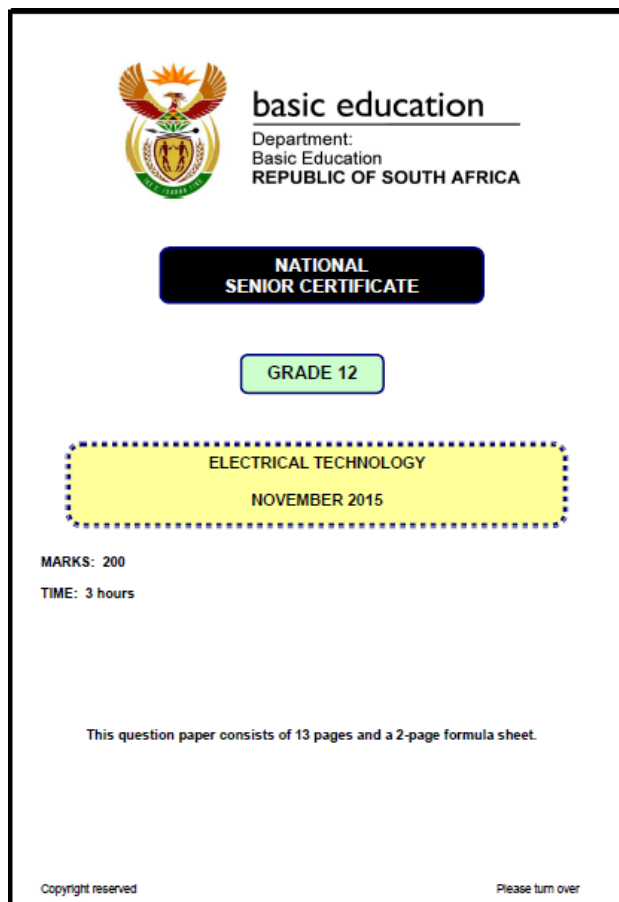 basic education
Department:
Basic Education
REPUBLIC OF SOUTH AFRICA
NATIONAL
SENIOR CERTIFICATE
GRADE 12
ELECTRICAL TECHNOLOGY
NOVEMBER 2015
MARKS: 200
TIME: 3 hours
This question paper consists of 13 pages and a 2-page formula sheet.
Copyright reserved
Please turn over